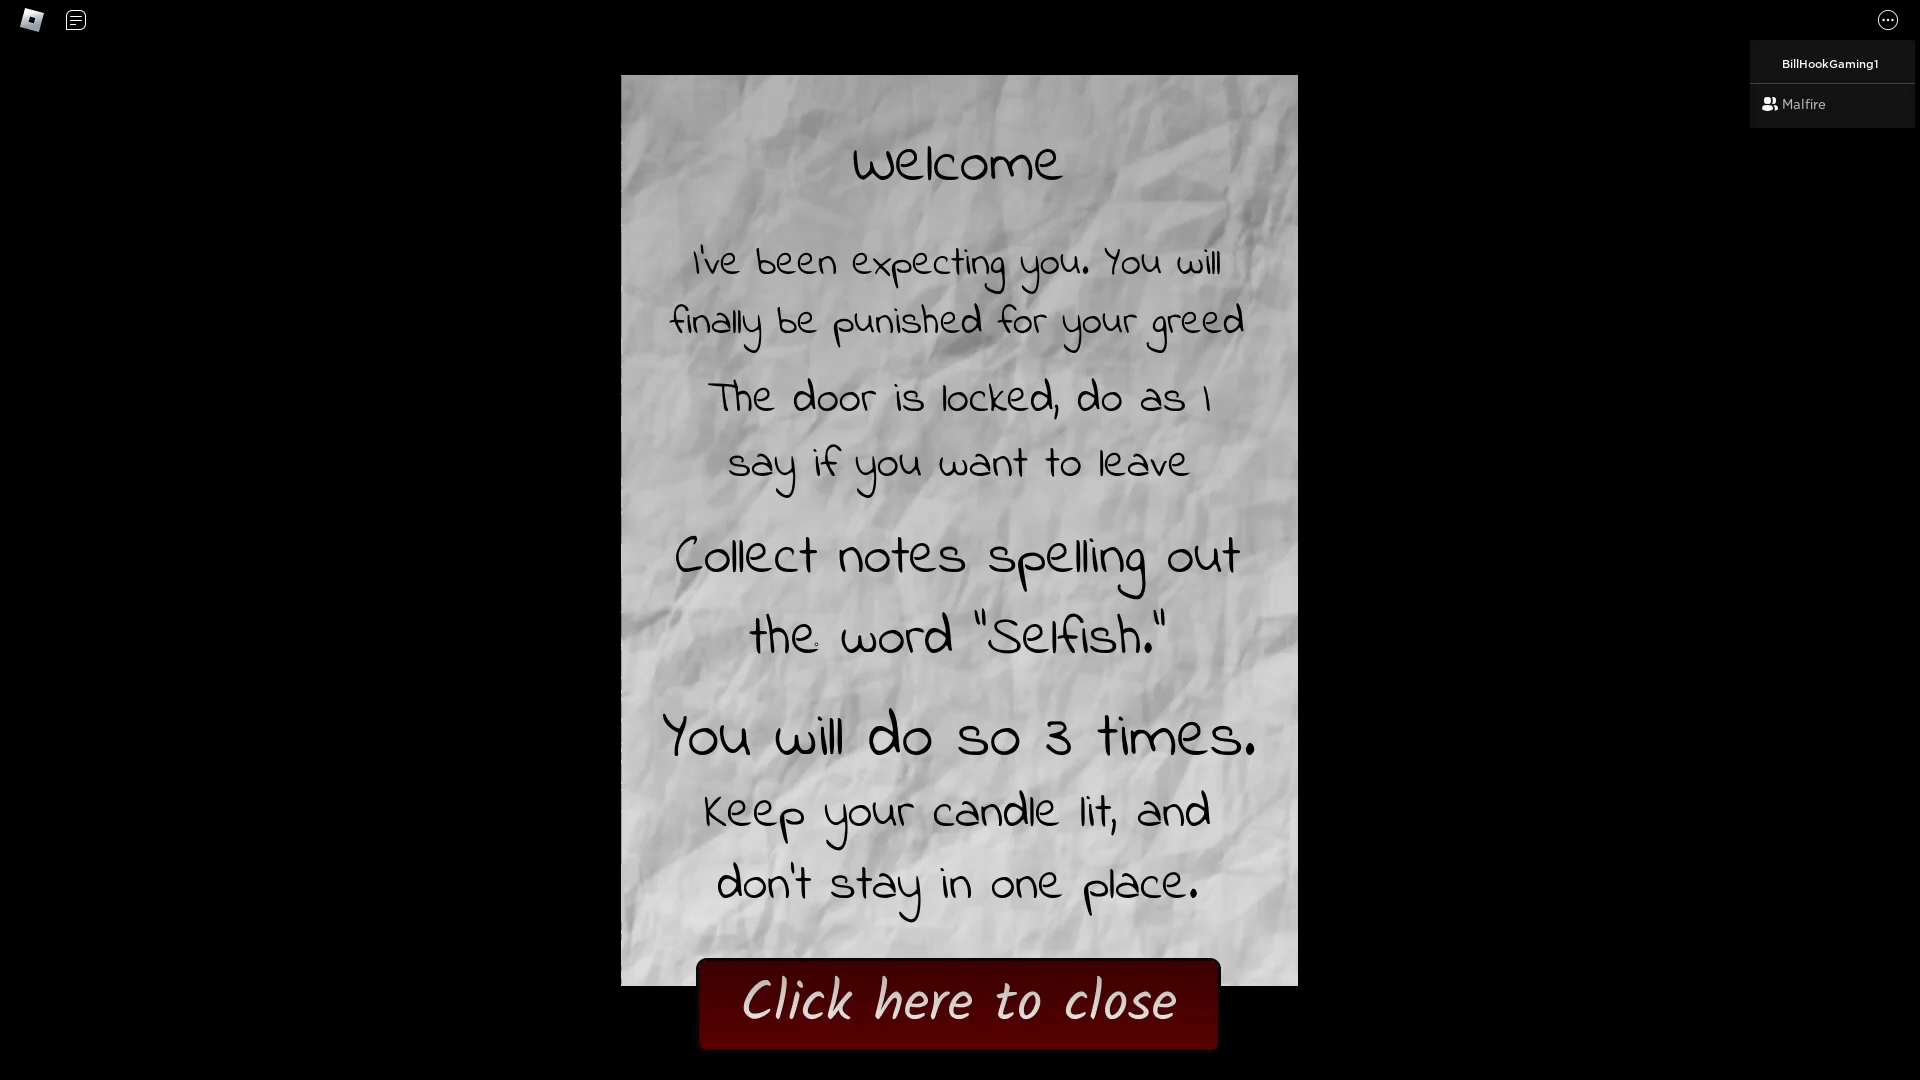 BillHookGaming1
Malfire
Welcome
I've been expecting you. You will
finally be punished for your greed
The door is locked, do as I
say if you want to leave
Collect notes spelling out
the word "Selfish."
You will do so 3 times.
Keep your candle lit, and
don't stay in one place.
Click here to close